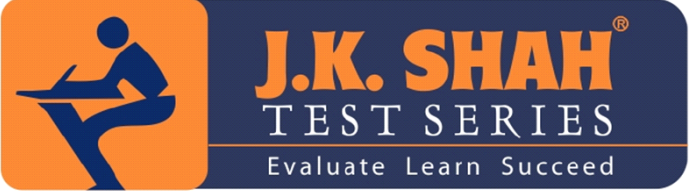 J.K. SHAH®
TEST SERIES
Evaluate Learn Succeed